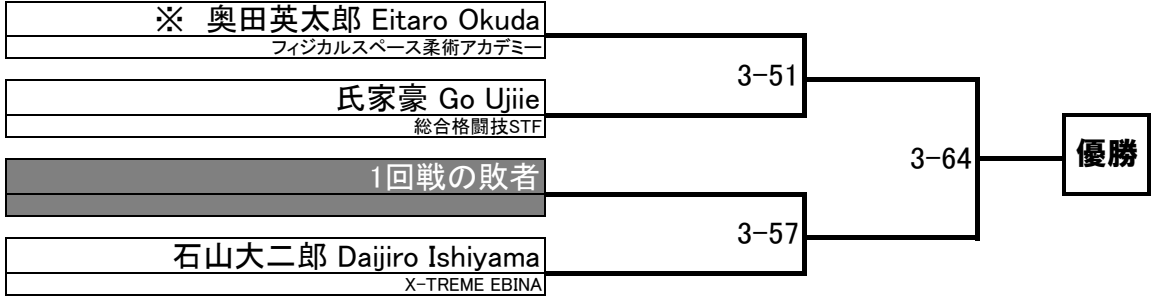 ※ 奥田英太郎 Eitaro Okuda
フィジカルスペース柔術アカデミー
3-51
氏家豪 Go Ujiie
総合格闘技STF
3-64
優勝
1回戦の敗者
3-57
石山大二郎 Daijiro Ishiyama
X-TREME EBINA